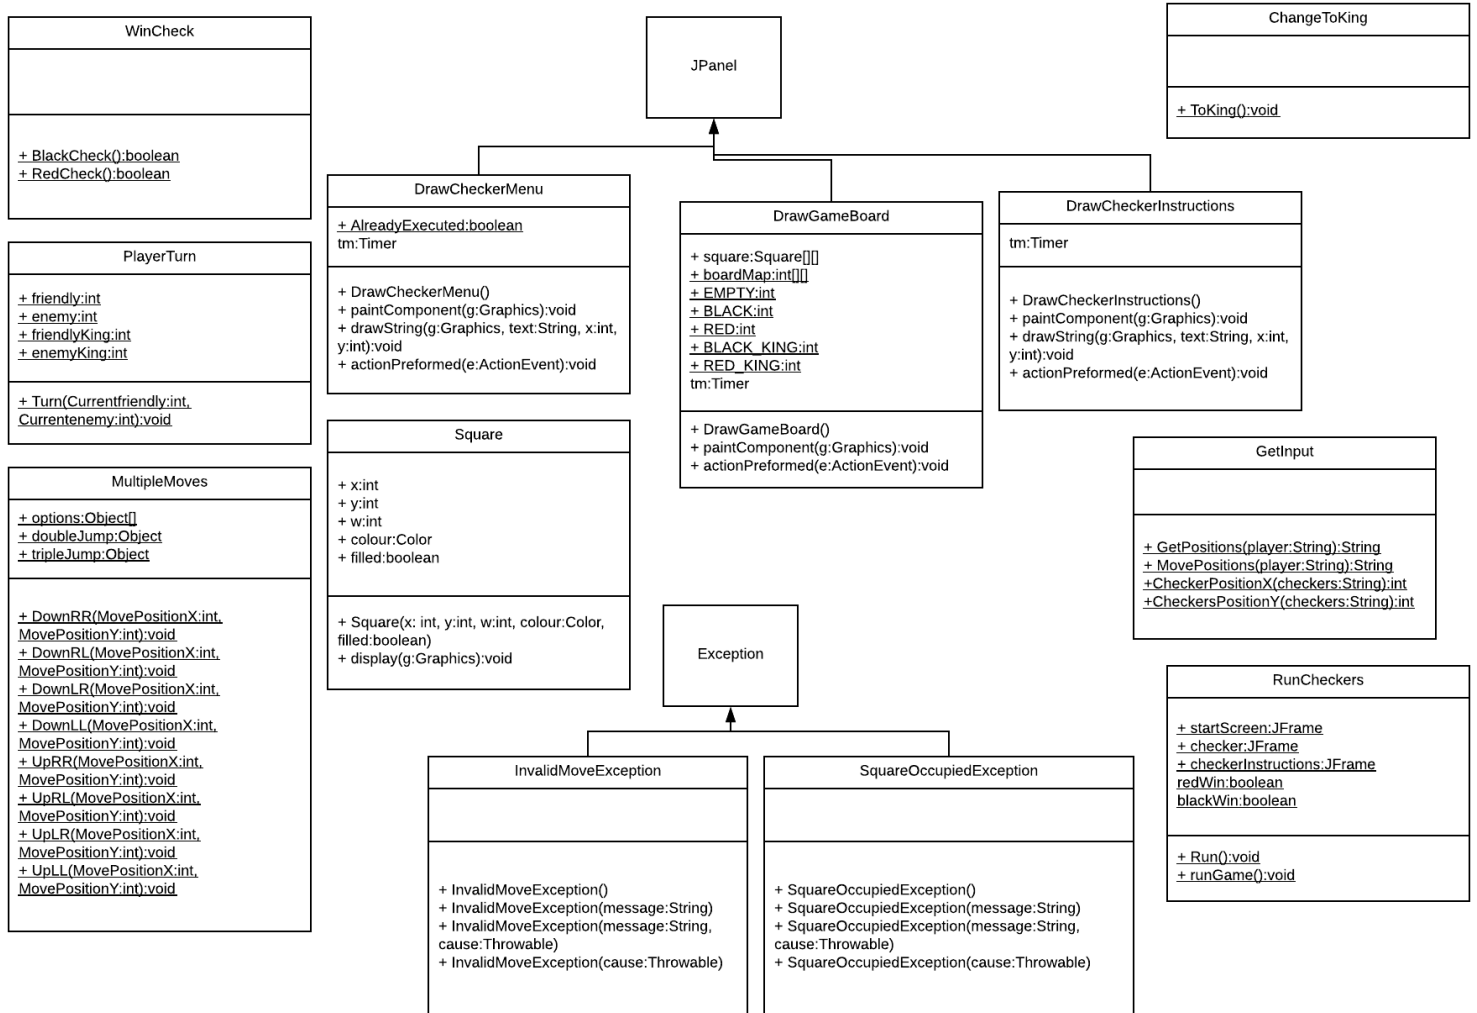 WinCheck
+ BlackCheck():boolean
+ RedCheck():boolean
PlayerTurn
+ friendly:int
+ enemy:int
+ friendlyKing:int
+ enemyKing:int
+ Turn(Currentfriendly:int,
Currentenemy:int):void
MultipleMoves
+ options:Object[]
+ doubleJump:Object
+ tripleJump:Object
+ DownRR(MovePositionX:int,
MovePositionY:int):void
+ DownRL(MovePositionX:int,
MovePositionY:int):void
+ DownLR(MovePositionX:int,
MovePositionY:int):void
+ DownLL(MovePositionX:int,
MovePositionY:int):void
+ UpRR(MovePositionX:int,
MovePositionY:int):void
+ UpRL(MovePositionX:int,
MovePositionY:int):void
+ UpLR(MovePositionX:int,
MovePositionY:int):void
+ UpLL(MovePositionX:int,
MovePositionY:int):void
JPanel
DrawCheckerMenu
+ AlreadyExecuted:boolean
tm:Timer
+ DrawCheckerMenu()
+ paintComponent(g:Graphics):void
+ drawString(g:Graphics, text:String, x:int,
y:int):void
+ actionPreformed(e:ActionEvent):void
DrawGameBoard
+ square:Square[][]
+ boardMap:int[][]
+ EMPTY:int
+ BLACK:int
+ RED:int
+ BLACK_KING:int
+ RED_KING:int
tm:Timer
+ DrawGameBoard()
+ paintComponent(g:Graphics):void
+ actionPreformed(e:ActionEvent):void
DrawCheckerInstructions
tm:Timer
+ DrawCheckerInstructions()
+ paintComponent(g:Graphics):void
+ drawString(g:Graphics, text:String, x:int,
y:int):void
+ actionPreformed(e:ActionEvent):void
Square
+ x:int
+ y:int
+ w:int
+ colour:Color
+ filled:boolean
+ Square(x: int, y:int, w:int, colour:Color,
filled:boolean)
+ display(g:Graphics):void
Exception
InvalidMoveException
+ InvalidMoveException()
+ InvalidMoveException(message:String)
+ InvalidMoveException(message:String,
cause:Throwable)
+ InvalidMoveException(cause:Throwable)
SquareOccupiedException
+ SquareOccupiedException()
+ SquareOccupiedException(message:String)
+ SquareOccupiedException(message:String,
cause:Throwable)
+ SquareOccupiedException(cause:Throwable)
ChangeToKing
+ ToKing():void
GetInput
+ GetPositions(player:String):String
+ MovePositions(player:String):String
+CheckerPositionX(checkers:String):int
+CheckersPositionY(checkers:String):int
RunCheckers
+ startScreen:JFrame
+ checker:JFrame
+ checkerInstructions:JFrame
redWin:boolean
blackWin:boolean
+ Run():void
+ runGame():void